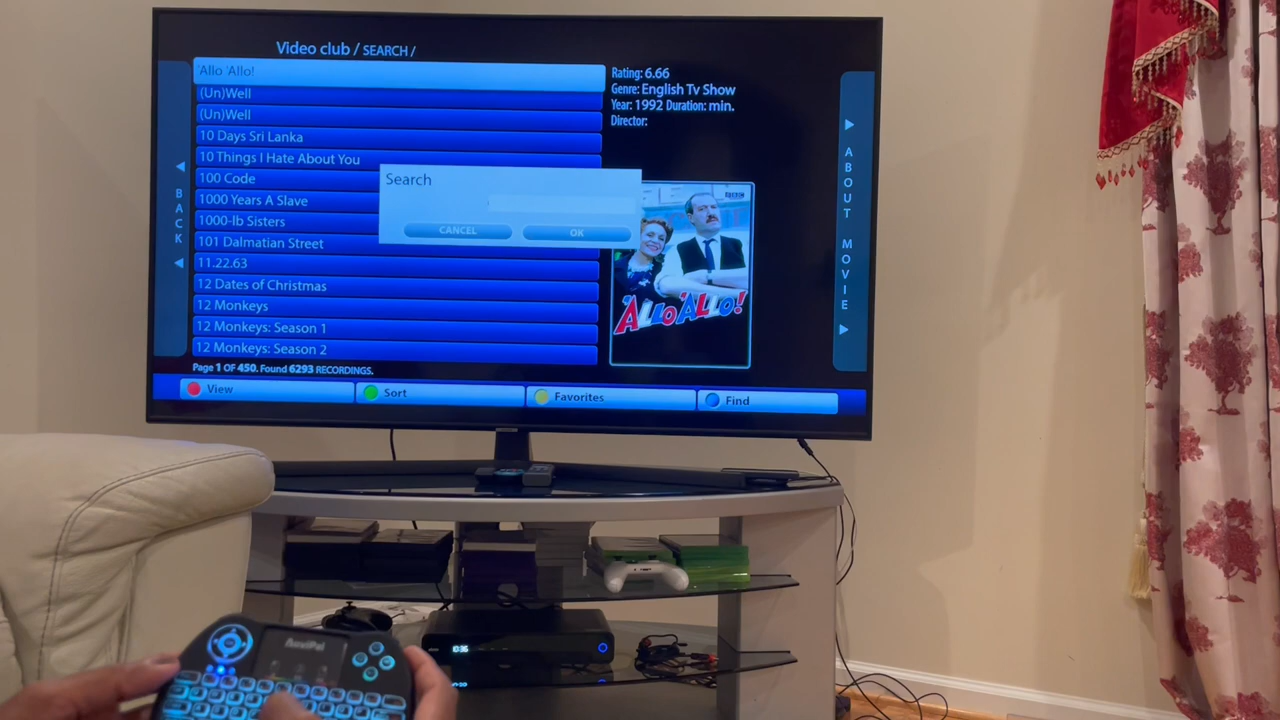 Video club / SEARCH /
'Allo 'Allo!
(Un)Well
(Un)Well
10 Days Sri Lanka
10 Things I Hate About You
100 Code
1000 Years A Slave
1000-lb Sisters
101 Dalmatian Street
11.22.63
12 Dates of Christmas
12 Monkeys
12 Monkeys: Season 1
12 Monkeys: Season 2
Page 1 OF 450. Found 6293 RECORDINGS.
BACK
Search
CANCEL
OK
Rating: 6.66
Genre: English Tv Show
Year: 1992 Duration: min.
Director:
BBC
'ALLO 'ALLO!
ABOUT MOVIE
View
Sort
Favorites
Find